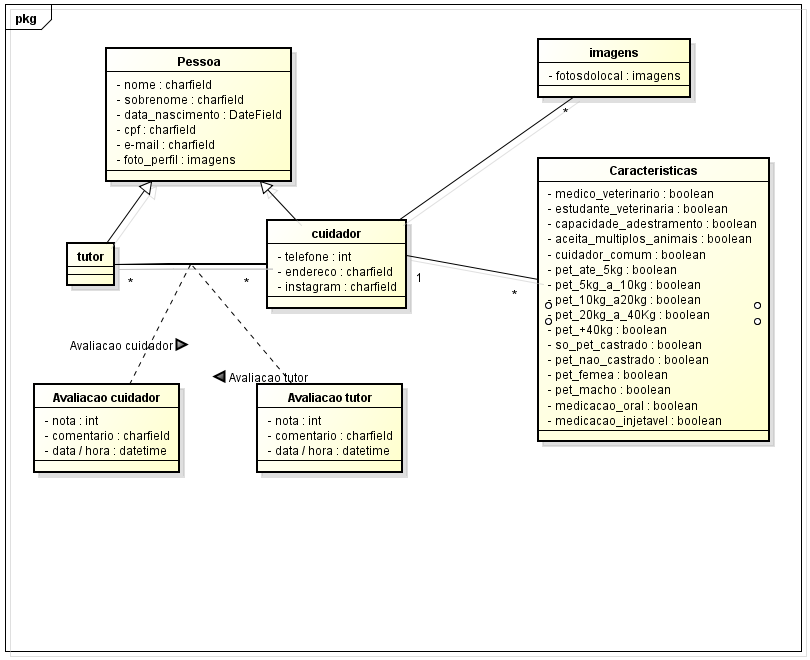 pkg
Pessoa
- nome : charfield
- sobrenome : charfield
- data_nascimento : DateField
- cpf : charfield
- e-mail : charfield
- foto_perfil : imagens
imagens
- fotosdolocal : imagens
*
Caracteristicas
- medico_veterinario : boolean
- estudante_veterinaria : boolean
- capacidade_adestramento : boolean
- aceita_multiplos_animais : boolean
- cuidador_comum : boolean
- pet_ate_5kg : boolean
- pet_5kg_a_10kg : boolean
- pet_10kg_a20kg : boolean
- pet_20kg_a_40Kg : boolean
- pet_+40kg : boolean
- so_pet_castrado : boolean
- pet_nao_castrado : boolean
- pet_femea : boolean
- pet_macho : boolean
- medicacao_oral : boolean
- medicacao_injetavel : boolean
tutor
cuidador
- telefone : int
- endereco : charfield
- instagram : charfield
*
*
1
*
Avaliacao cuidador
Avaliacao tutor
Avaliacao cuidador
- nota : int
- comentario : charfield
- data / hora : datetime
Avaliacao tutor
- nota : int
- comentario : charfield
- data / hora : datetime